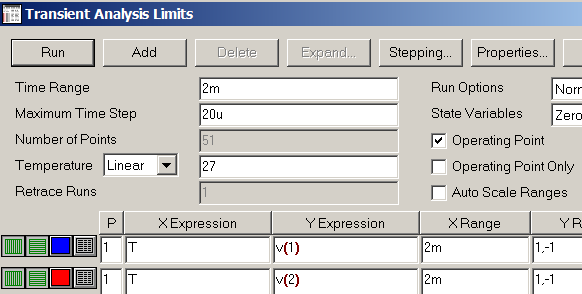 Transient Analysis Limits
Run Add Delete Expand... Stepping... Properties...
Time Range 2m Run Options Norn
Maximum Time Step 20u State Variables Zero
Number of Points 51 Operating Point
Temperature Linear 27 Operating Point Only
Retrace Runs 1 Auto Scale Ranges
P X Expression Y Expression X Range Y R
1 T v(1) 2m 1,-1
1 T v(2) 2m 1,-1